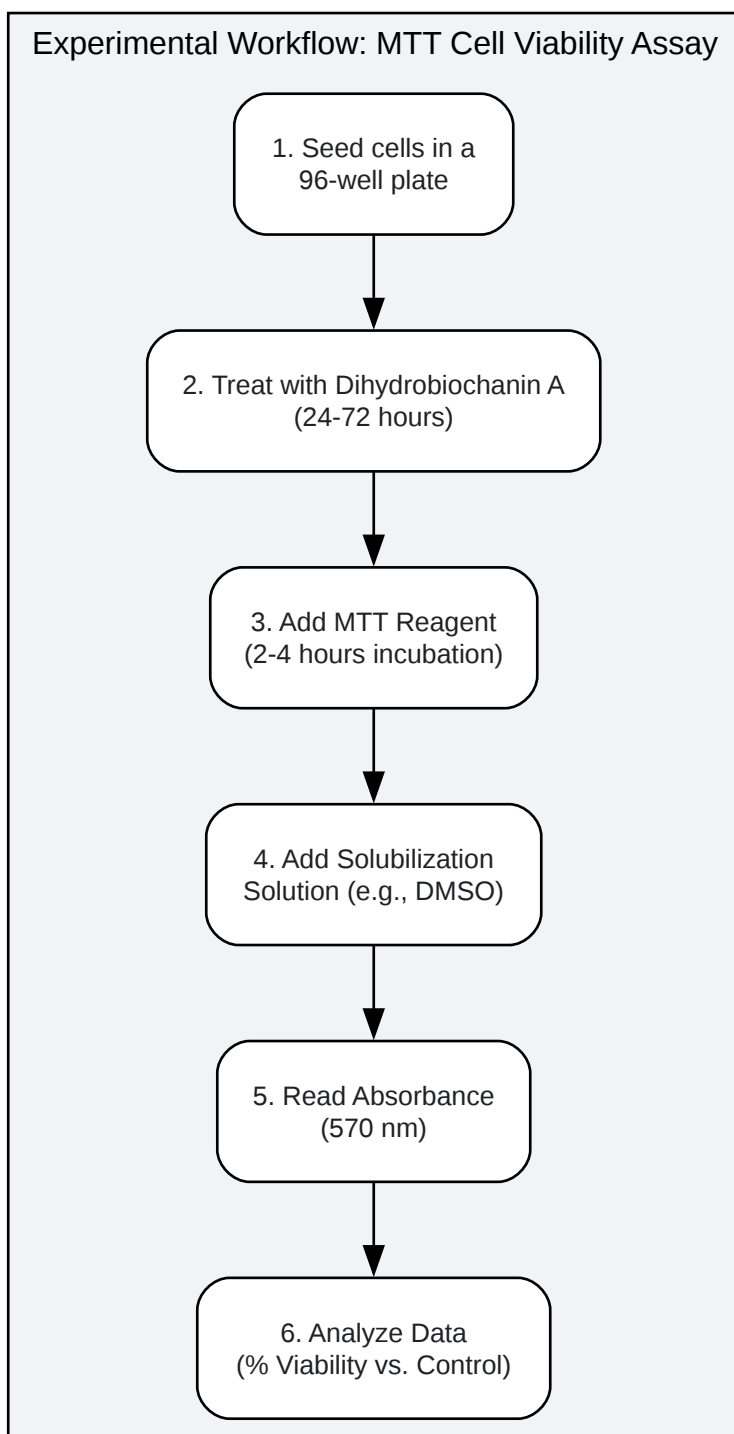 Experimental Workflow: MTT Cell Viability Assay
1. Seed cells in a
96-well plate
2. Treat with Dihydrobiochanin A
(24-72 hours)
3. Add MTT Reagent
(2-4 hours incubation)
4. Add Solubilization
Solution (e.g., DMSO)
5. Read Absorbance
(570 nm)
6. Analyze Data
(% Viability vs. Control)